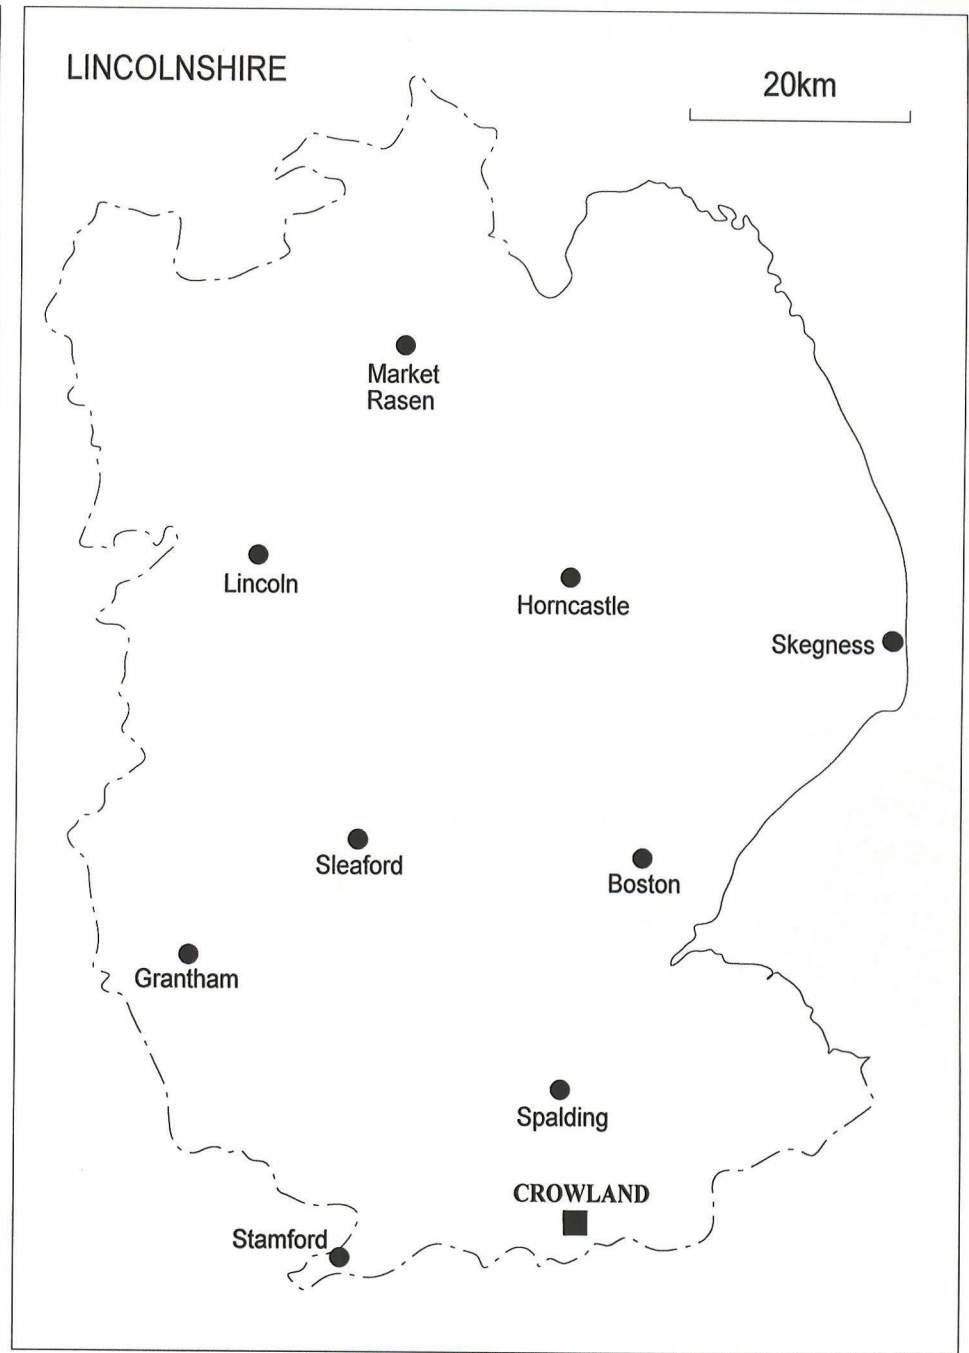 LINCOLNSHIRE
20km
Market
Rasen
Lincoln
Horncastle
Skegness
Sleaford
Boston
Grantham
Spalding
CROWLAND
Stamford